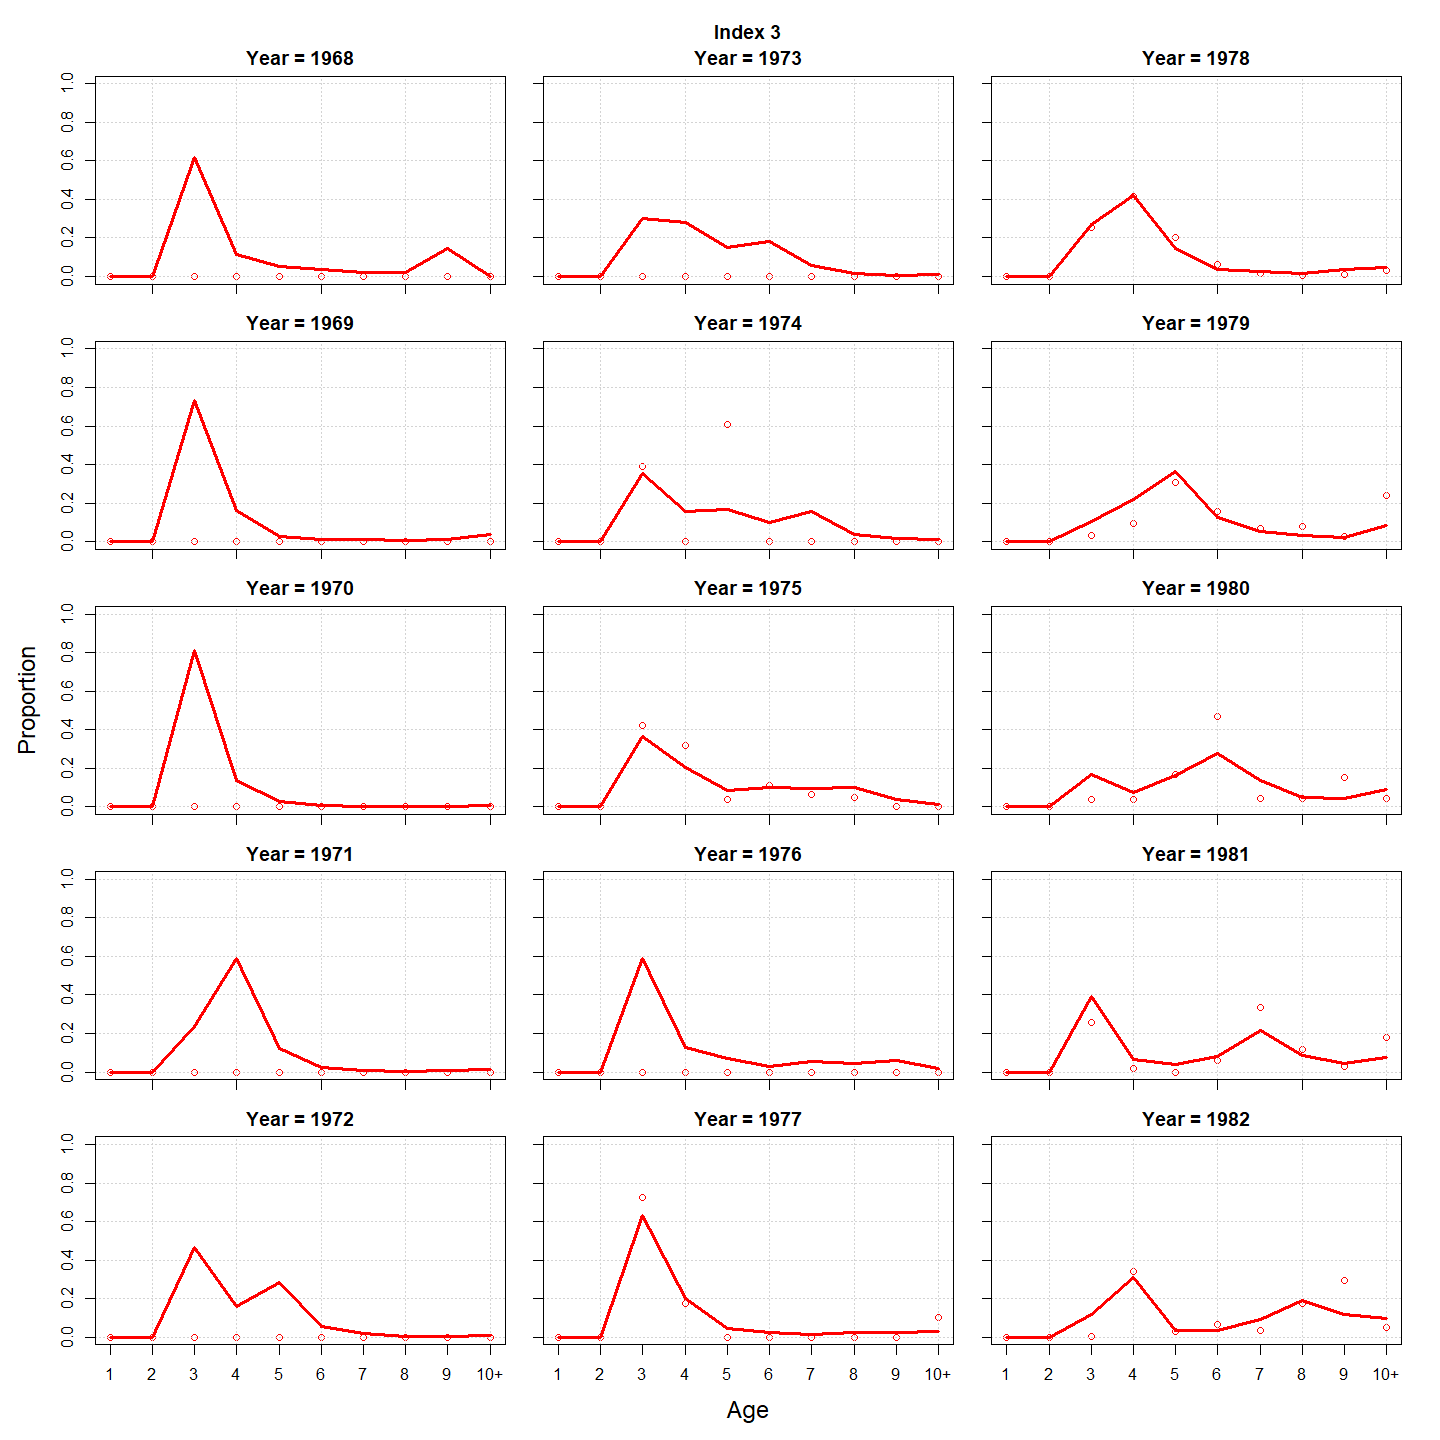 Index 3
Year = 1968
Year = 1973
Year = 1978
1.0
0.8
0.6
0.4
0.2
0.0
Year = 1969
Year = 1974
Year = 1979
1.0
0.8
0.6
0.4
0.2
0.0
Year = 1970
Year = 1975
Year = 1980
1.0
0.8
0.6
0.4
0.2
0.0
Proportion
Year = 1971
Year = 1976
Year = 1981
1.0
0.8
0.6
0.4
0.2
0.0
Year = 1972
Year = 1977
Year = 1982
1.0
0.8
0.6
0.4
0.2
0.0
1 2 3 4 5 6 7 8 9 10+
1 2 3 4 5 6 7 8 9 10+
1 2 3 4 5 6 7 8 9 10+
Age